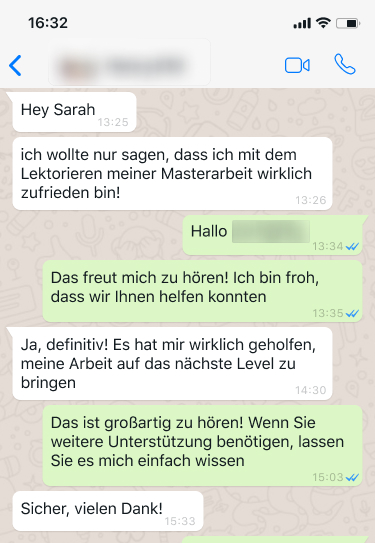 16:32
Hey Sarah
13:25
ich wollte nur sagen, dass ich mit dem
Lektorieren meiner Masterarbeit wirklich
zufrieden bin!
13:26
Hallo
13:34
Das freut mich zu hören! Ich bin froh,
dass wir Ihnen helfen konnten
13:35
Ja, definitiv! Es hat mir wirklich geholfen,
meine Arbeit auf das nächste Level zu
bringen
14:30
Das ist großartig zu hören! Wenn Sie
weitere Unterstützung benötigen, lassen
Sie es mich einfach wissen
15:03
Sicher, vielen Dank!
15:33